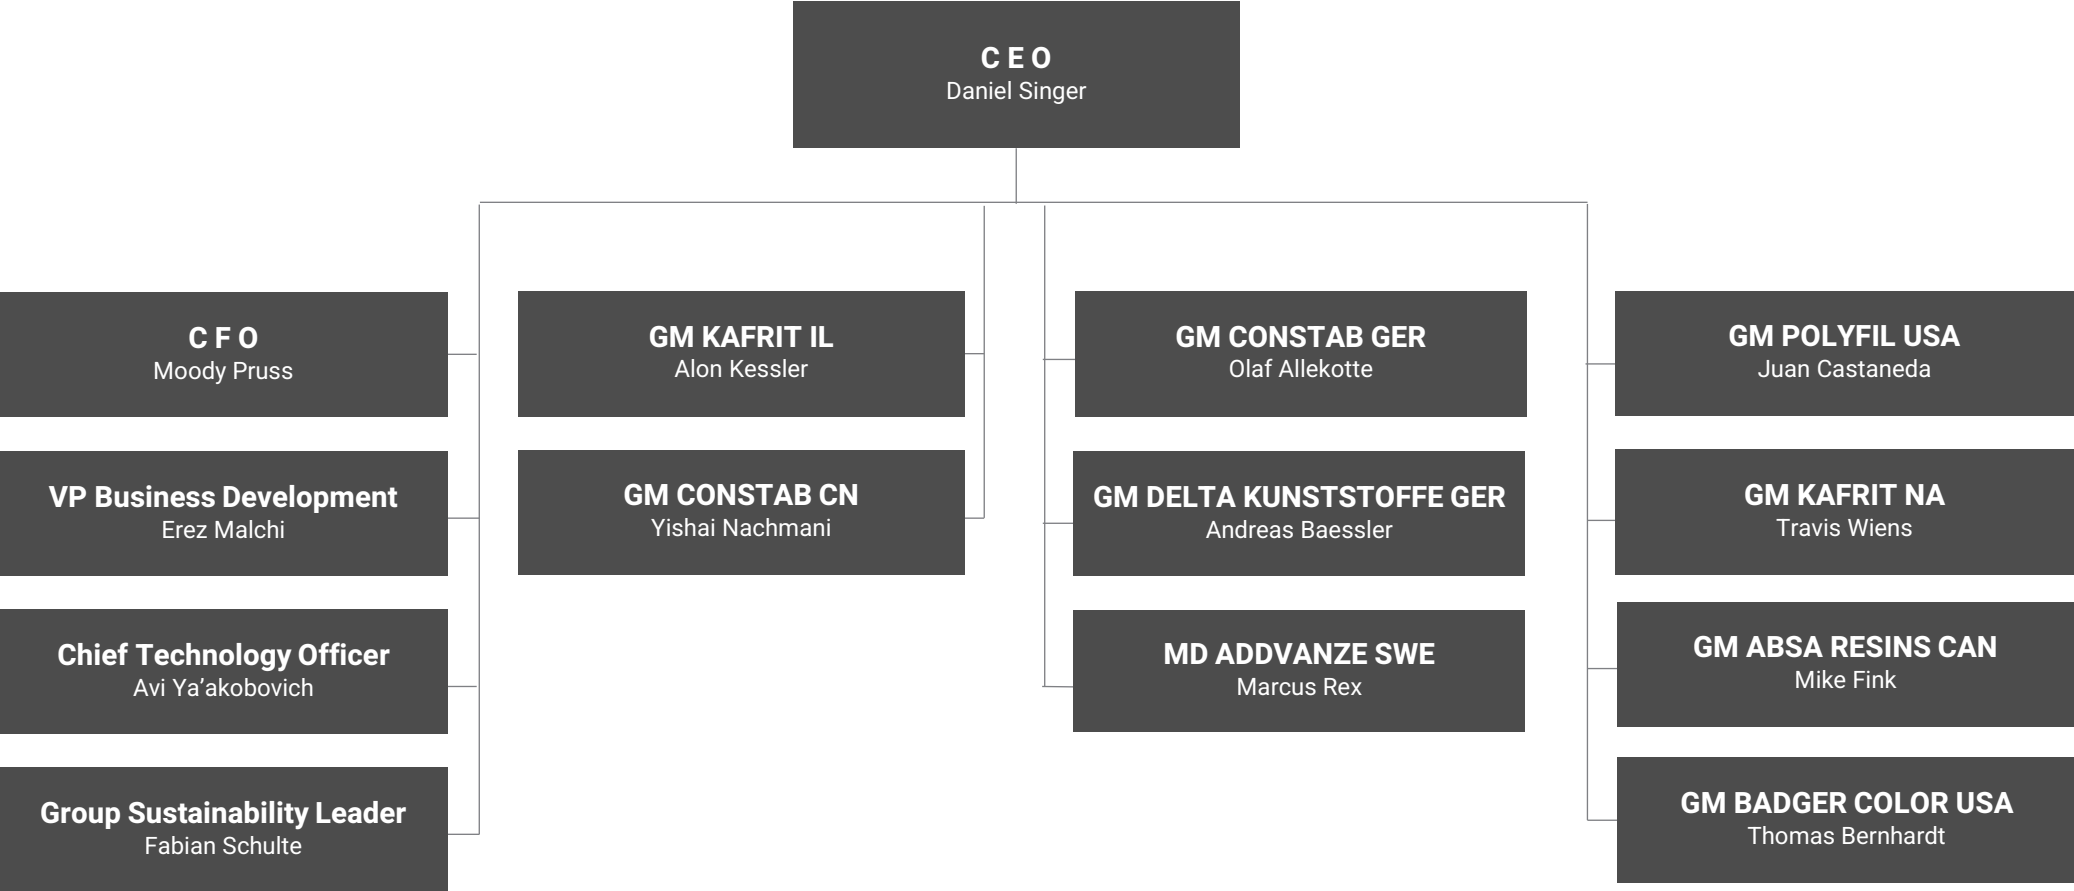 C E O
Daniel Singer
C F O
Moody Pruss
VP Business Development
Erez Malchi
Chief Technology Officer
Avi Ya’akobovich
Group Sustainability Leader
Fabian Schulte
GM KAFRIT IL
Alon Kessler
GM CONSTAB CN
Yishai Nachmani
GM CONSTAB GER
Olaf Allekotte
GM DELTA KUNSTSTOFFE GER
Andreas Baessler
MD ADDVANZE SWE
Marcus Rex
GM POLYFIL USA
Juan Castaneda
GM KAFRIT NA
Travis Wiens
GM ABSA RESINS CAN
Mike Fink
GM BADGER COLOR USA
Thomas Bernhardt